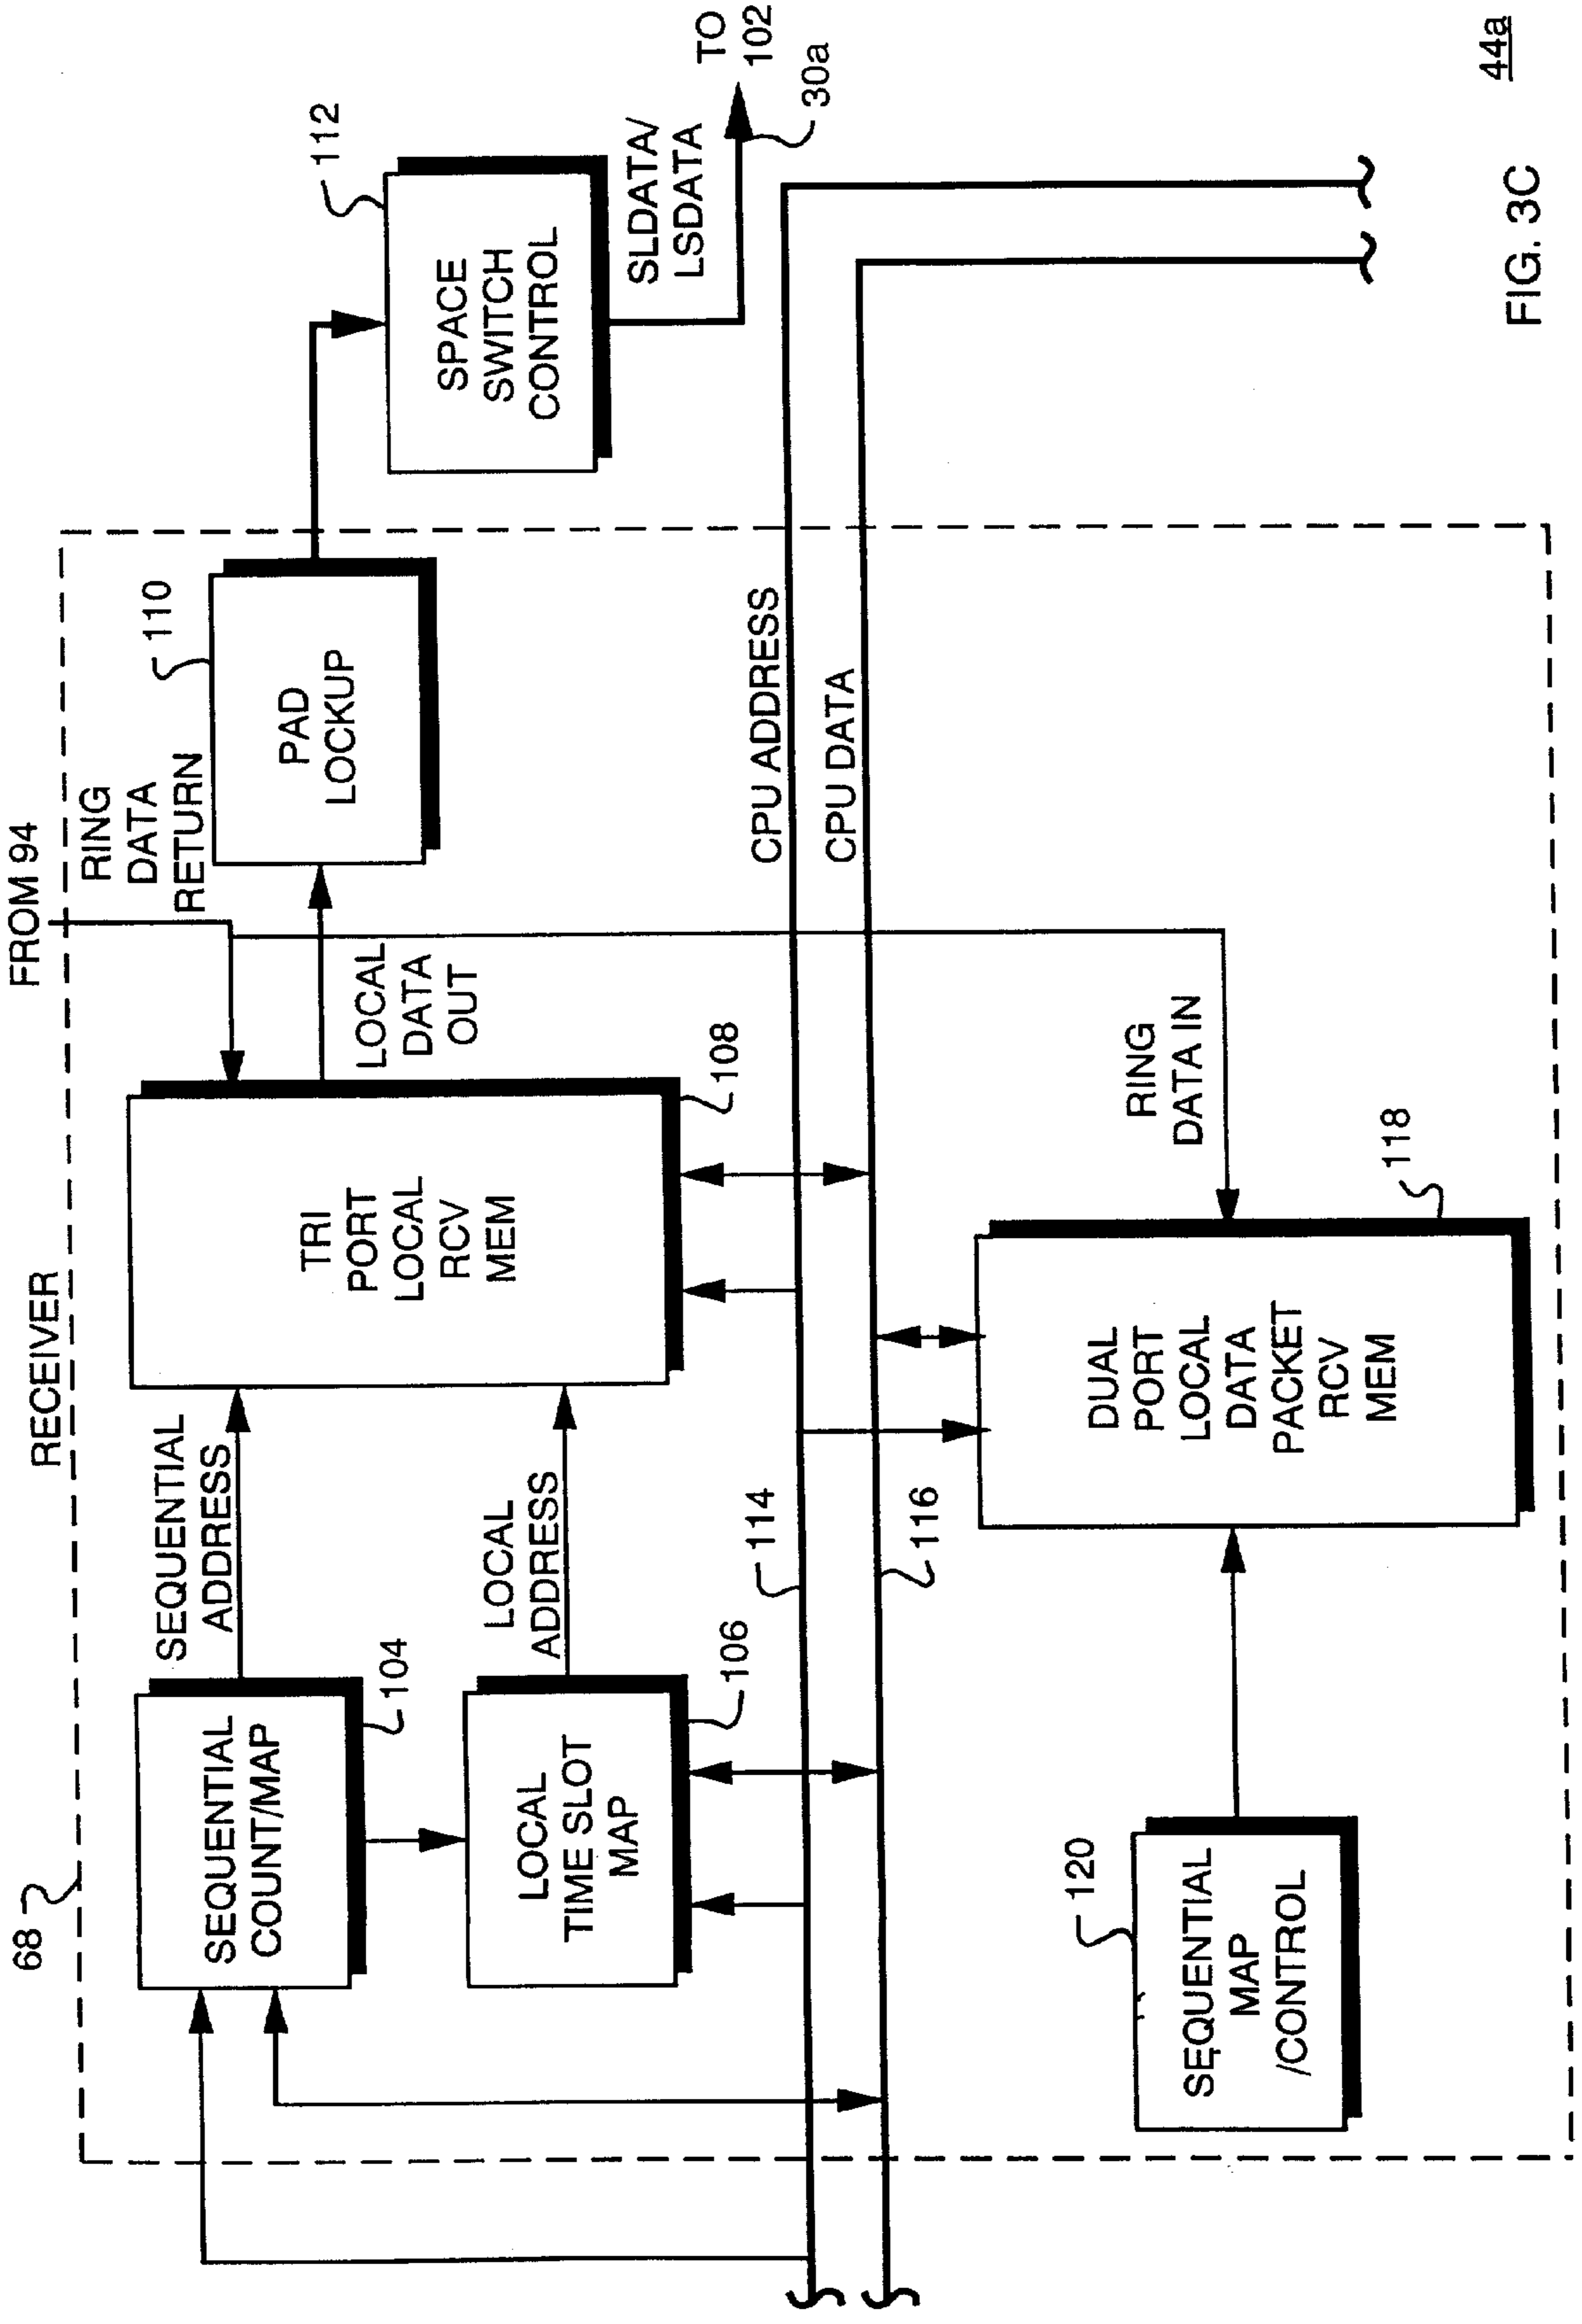 FROM 94
RECEIVER
68
RING
DATA
RETURN
110
112
SEQUENTIAL
COUNT/MAP
SEQUENTIAL
ADDRESS
TRI
PORT
LOCAL
RCV
MEM
PAD
LOCKUP
SPACE
SWITCH
CONTROL
104
LOCAL
DATA
OUT
LOCAL
TIME SLOT
MAP
LOCAL
ADDRESS
108
106
SLDATA/
LSDATA
TO
102
30a
114
CPU ADDRESS
116
CPU DATA
120
SEQUENTIAL
MAP
/CONTROL
DUAL
PORT
LOCAL
DATA
PACKET
RCV
MEM
RING
DATA IN
118
FIG. 3C
44a